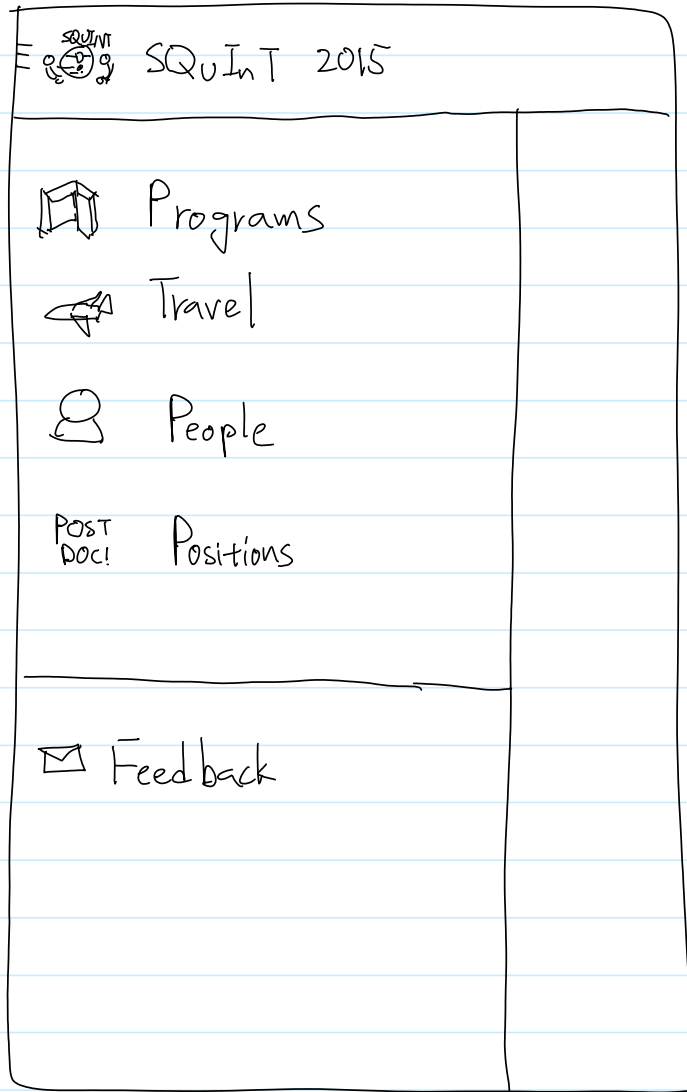 SQUINT
SQuInT 2015
Programs
Travel
People
POST
DOC!
Positions
Feedback